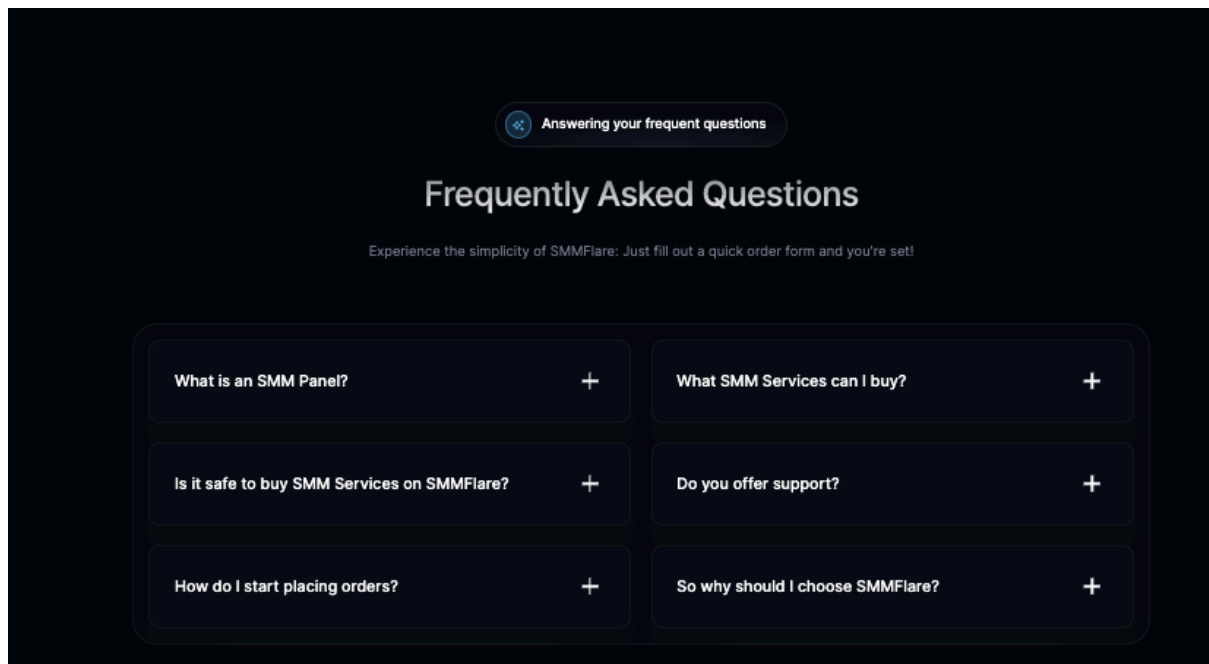 Answering your frequent questions
Frequently Asked Questions
Experience the simplicity of SMMFlare: Just fill out a quick order form and you're set!
What is an SMM Panel?
What SMM Services can I buy?
Is it safe to buy SMM Services on SMMFlare?
Do you offer support?
How do I start placing orders?
So why should I choose SMMFlare?